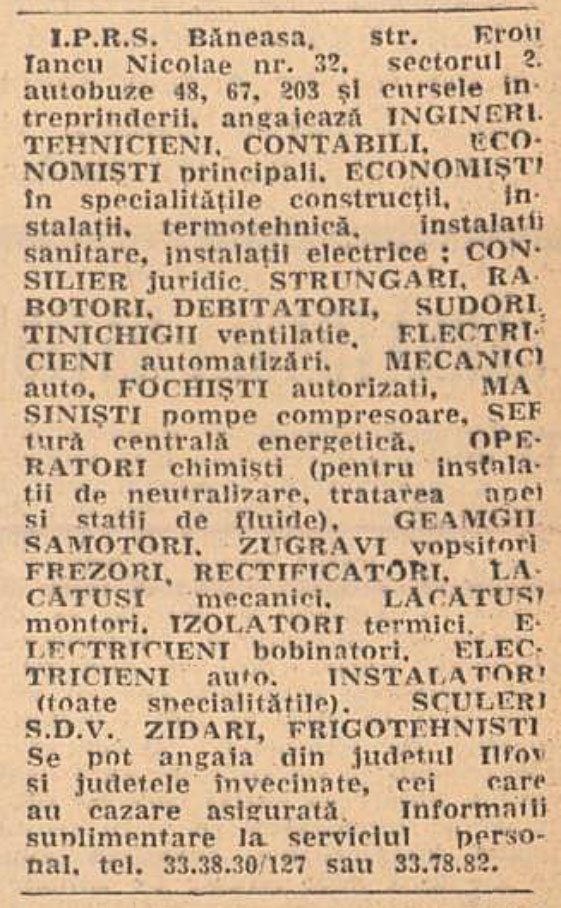 I.P.R.S. Băneasa, str. Erou
Iancu Nicolae nr. 32, sectorul 2,
autobuze 48, 67, 203 și cursele în-
treprinderii, angajează INGINERI,
TEHNICIENI, CONTABILI, ECO-
NOMIȘTI principali, ECONOMIȘTI
în specialitățile construcții, in-
stalații, termotehnică, instalații
sanitare, instalații electrice ; CON-
SILIER juridic, STRUNGARI, RA-
BOTORI, DEBITATORI, SUDORI,
TINICHIGII ventilație, ELECTRI-
CIENI automatizări, MECANICI
auto, FOCHIȘTI autorizați, MA
ȘINIȘTI pompe compresoare, ȘEF
tură centrală energetică, OPE-
RATORI chimiști (pentru instala-
ții de neutralizare, tratarea apei
și stații de fluide), GEAMGII
ȘAMOTORI, ZUGRAVI vopsitori
FREZORI, RECTIFICATORI, LĂ-
CĂTUȘI mecanici, LĂCĂTUȘI
montori, IZOLATORI termici, E-
LECTRICIENI bobinatori, ELEC-
TRICIENI auto, INSTALATORI
(toate specialitățile), SCULERI
S.D.V. ZIDARI, FRIGOTEHNIȘTI
Se pot angaja din județul Ilfov
și județele învecinate, cei care
au cazare asigurată. Informații
suplimentare la serviciul perso-
nal, tel. 33.38.30/127 sau 33.78.82.